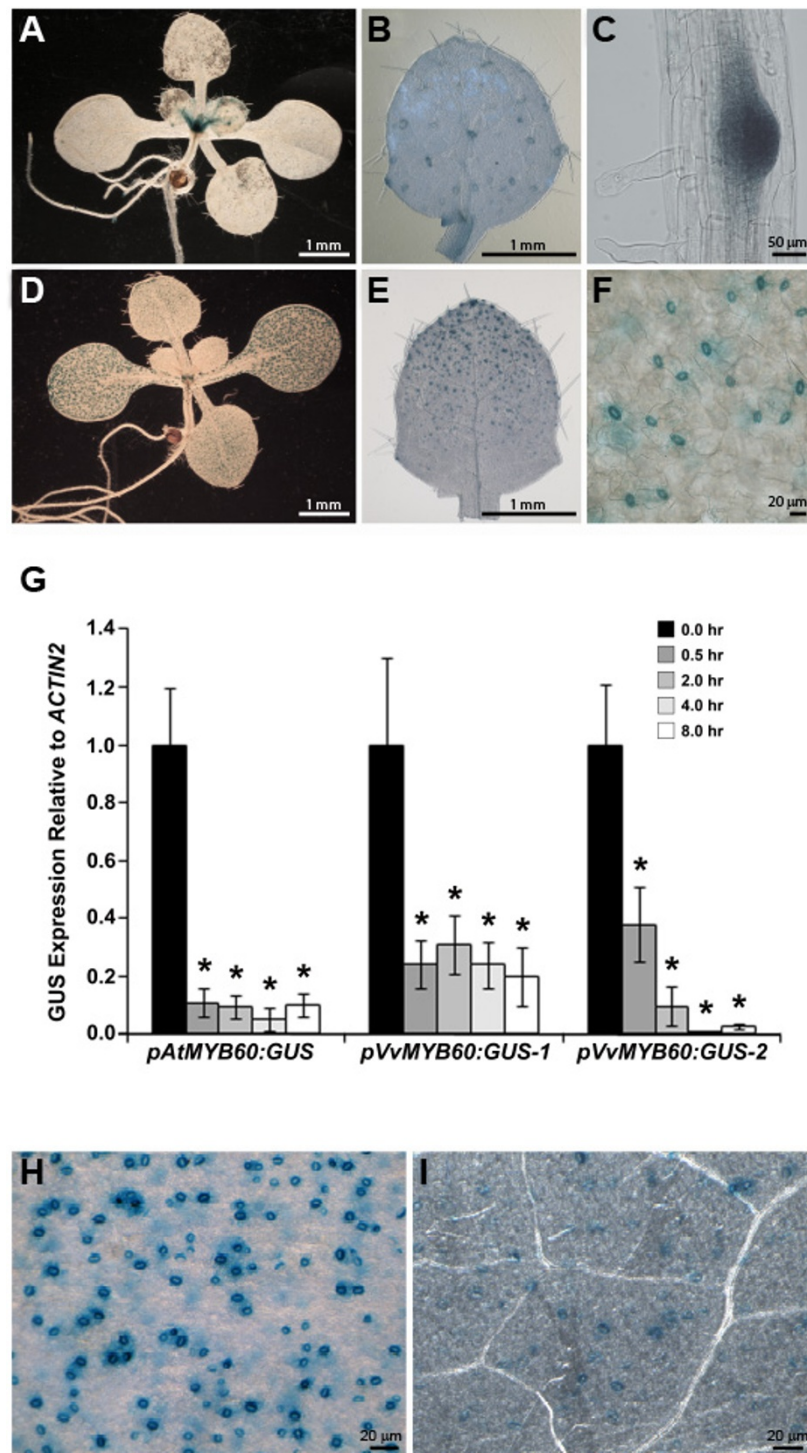 A
B
C
1 mm
1 mm
50 µm
D
E
F
1 mm
1 mm
20 µm
G
GUS Expression Relative to ACTIN2
1.4
1.2
1.0
0.8
0.6
0.4
0.2
0.0
0.0 hr
0.5 hr
2.0 hr
4.0 hr
8.0 hr
* * * *
* * * *
* * * *
pAtMYB60:GUS
pVvMYB60:GUS-1
pVvMYB60:GUS-2
H
I
20 µm
20 µm